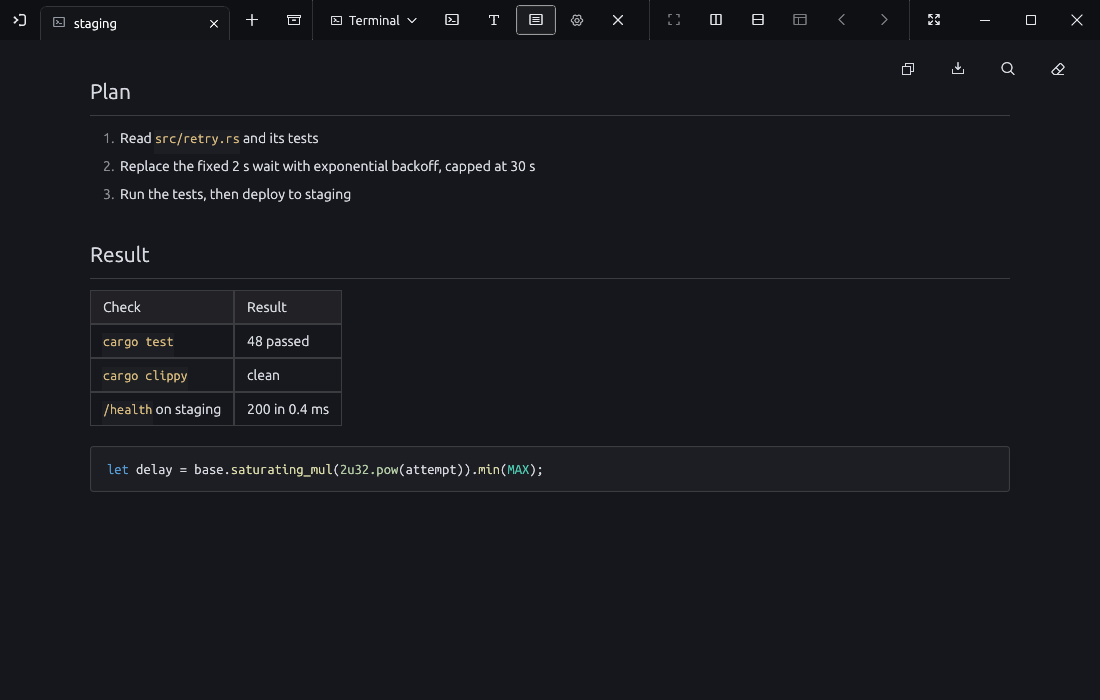 staging
Terminal
T
Plan
1. Read src/retry.rs and its tests
2. Replace the fixed 2 s wait with exponential backoff, capped at 30 s
3. Run the tests, then deploy to staging
Result
Check Result
cargo test 48 passed
cargo clippy clean
/health on staging 200 in 0.4 ms
let delay = base.saturating_mul(2u32.pow(attempt)).min(MAX);